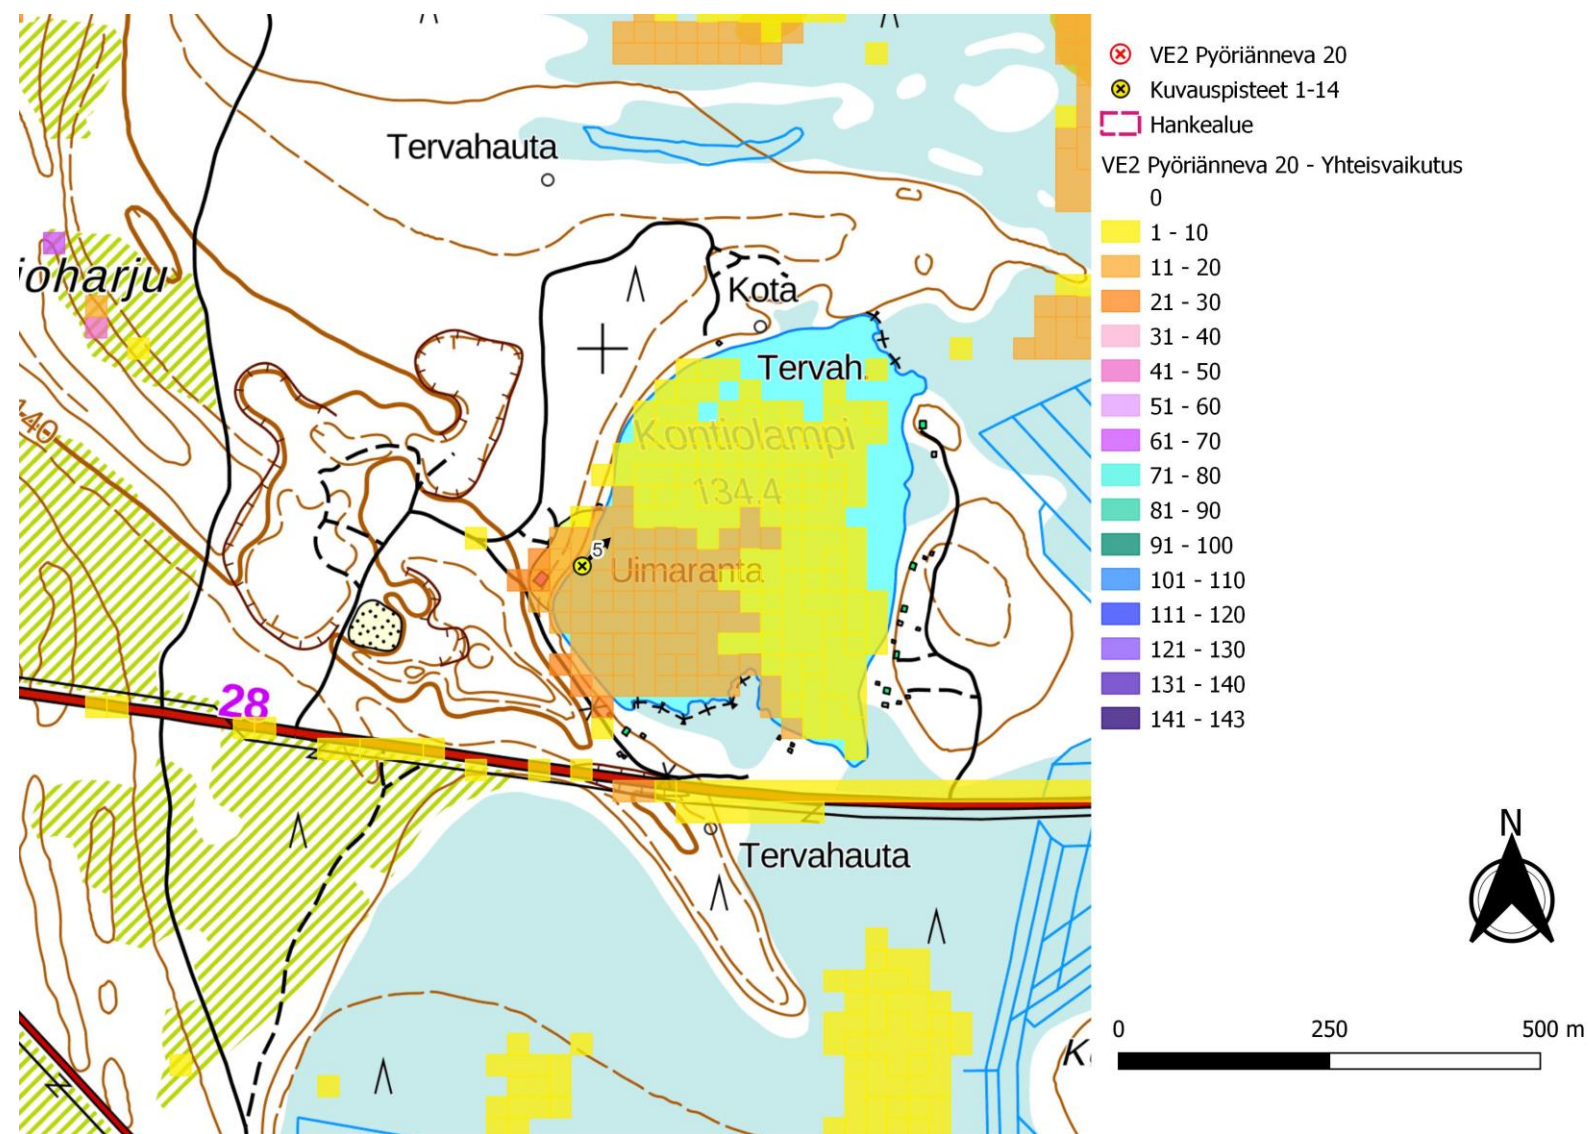 Tervahauta
joharju
Kota
Tervah.
40
Kontiolampi
134.4
5
Uimaranta
28
Tervahauta
VE2 Pyöriänneva 20
Kuvauspisteet 1-14
Hankealue
VE2 Pyöriänneva 20 - Yhteisvaikutus
0
1 - 10
11 - 20
21 - 30
31 - 40
41 - 50
51 - 60
61 - 70
71 - 80
81 - 90
91 - 100
101 - 110
111 - 120
121 - 130
131 - 140
141 - 143
N
0 250 500 m